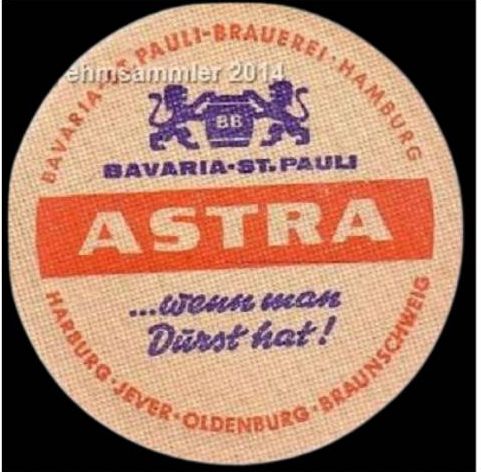 BAVARIA-ST.PAULI-BRAUEREI·HAMBURG
ehmsammler 2014
BB
BAVARIA·ST.PAULI
ASTRA
...wenn man
Durst hat!
HARBURG·JEVER·OLDENBURG·BRAUNSCHWEIG